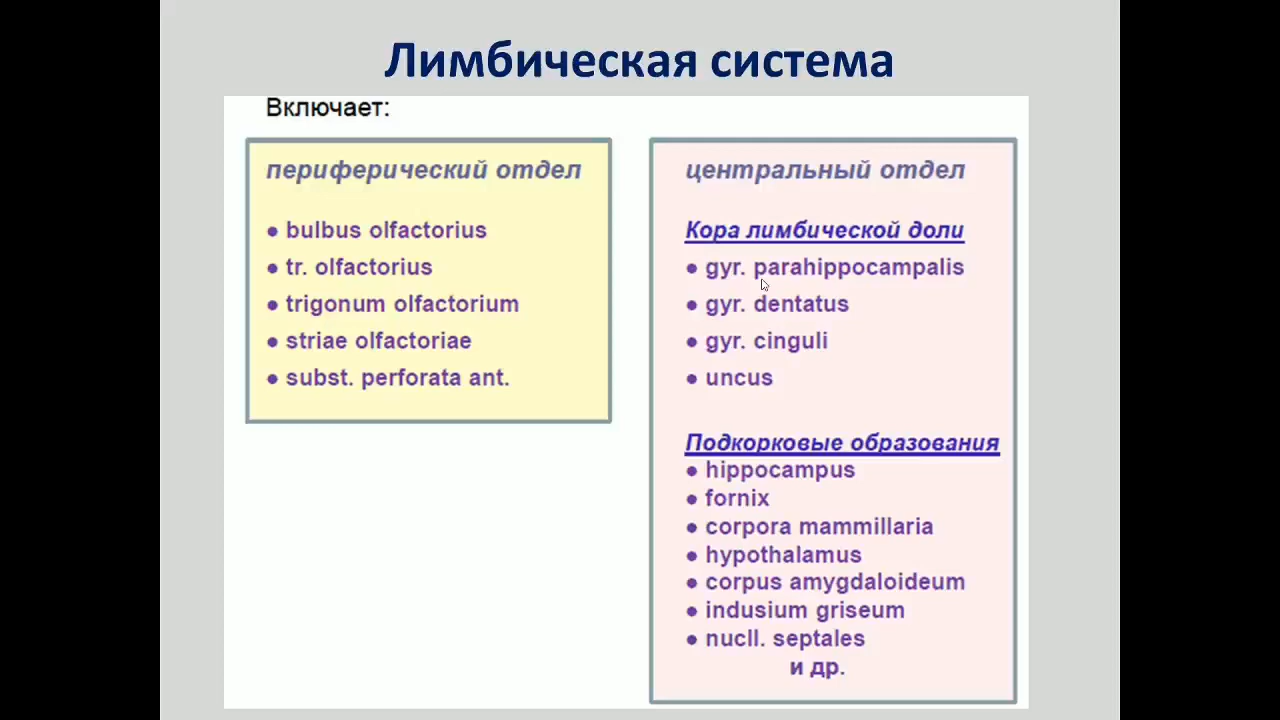 Лимбическая система
Включает:
периферический отдел
● bulbus olfactorius
● tr. olfactorius
● trigonum olfactorium
● striae olfactoriae
● subst. perforata ant.
центральный отдел
Кора лимбической доли
● gyr. parahippocampalis
● gyr. dentatus
● gyr. cinguli
● uncus
Подкорковые образования
● hippocampus
● fornix
● corpora mammillaria
● hypothalamus
● corpus amygdaloideum
● indusium griseum
● nucll. septales
и др.